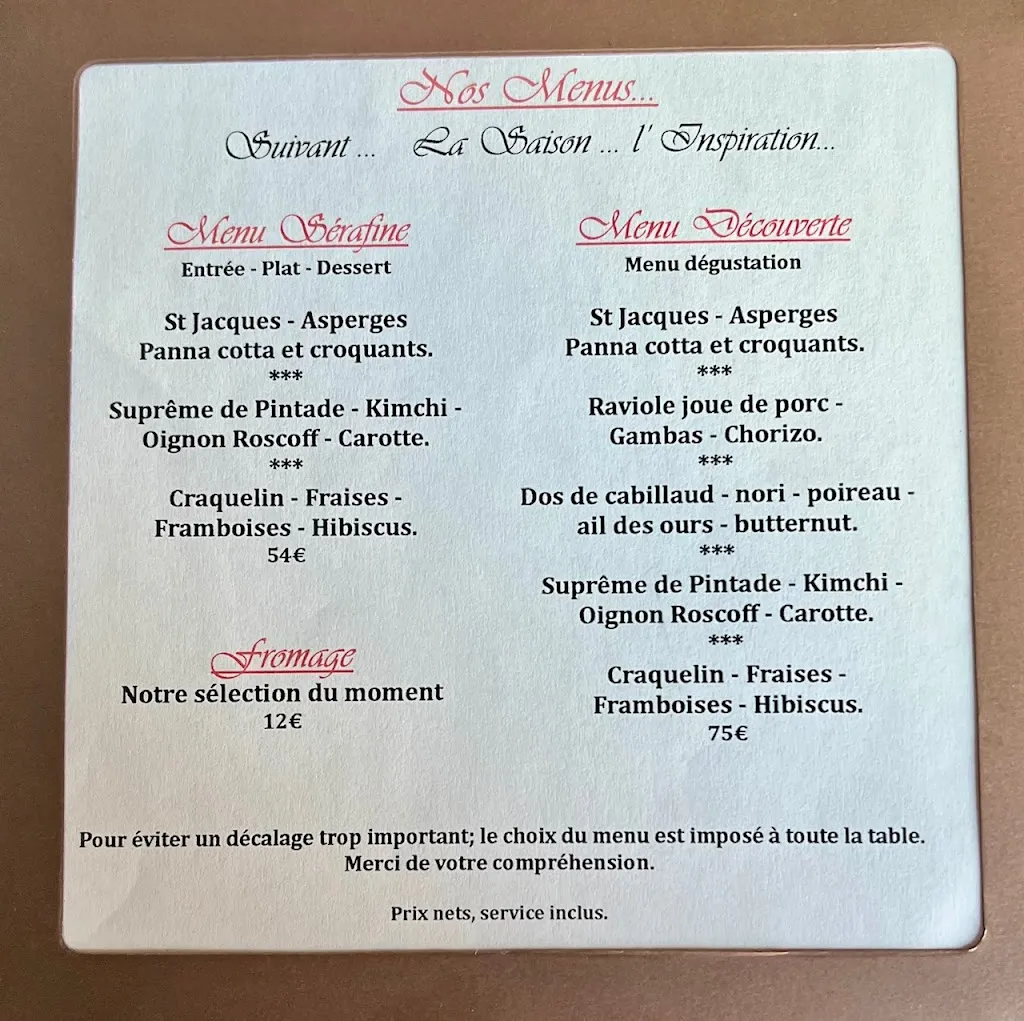 Nos Menus...
Suivant ... La Saison ... l' Inspiration...
Menu Sérafine
Entrée - Plat - Dessert
St Jacques - Asperges
Panna cotta et croquants.
***
Suprême de Pintade - Kimchi -
Oignon Roscoff - Carotte.
***
Craquelin - Fraises -
Framboises - Hibiscus.
54€
Fromage
Notre sélection du moment
12€
Menu Découverte
Menu dégustation
St Jacques - Asperges
Panna cotta et croquants.
***
Raviole joue de porc -
Gambas - Chorizo.
***
Dos de cabillaud - nori - poireau -
ail des ours - butternut.
***
Suprême de Pintade - Kimchi -
Oignon Roscoff - Carotte.
***
Craquelin - Fraises -
Framboises - Hibiscus.
75€
Pour éviter un décalage trop important; le choix du menu est imposé à toute la table.
Merci de votre compréhension.
Prix nets, service inclus.